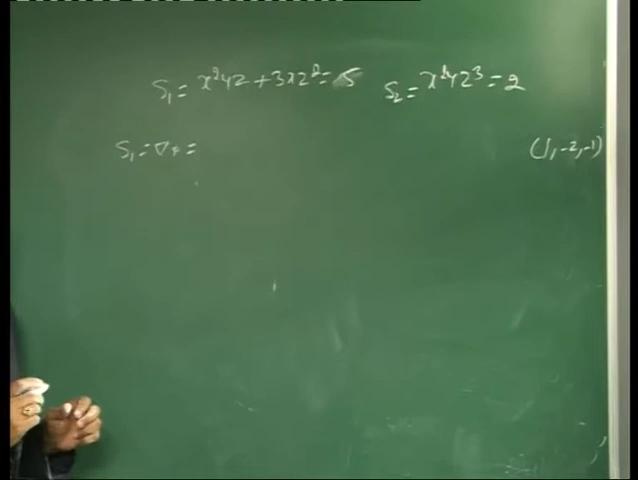 S₁ = x²yz + 3xz² = 5 S₂ = x²yz³ = 2
S₁ = ∇φ = (1, -2, -1)